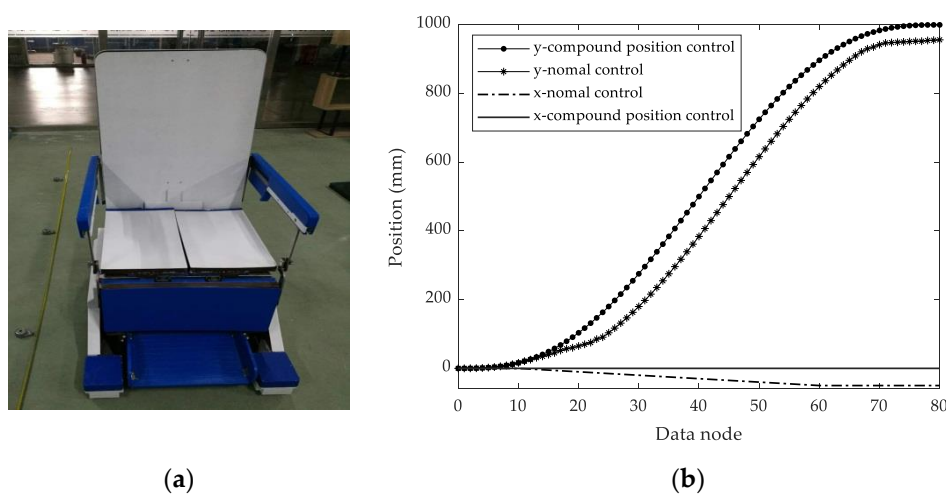 1000
800
600
400
200
0
Position (mm)
y-compound position control
y-nomal control
x-nomal control
x-compound position control
0 10 20 30 40 50 60 70 80
Data node
(a) (b)